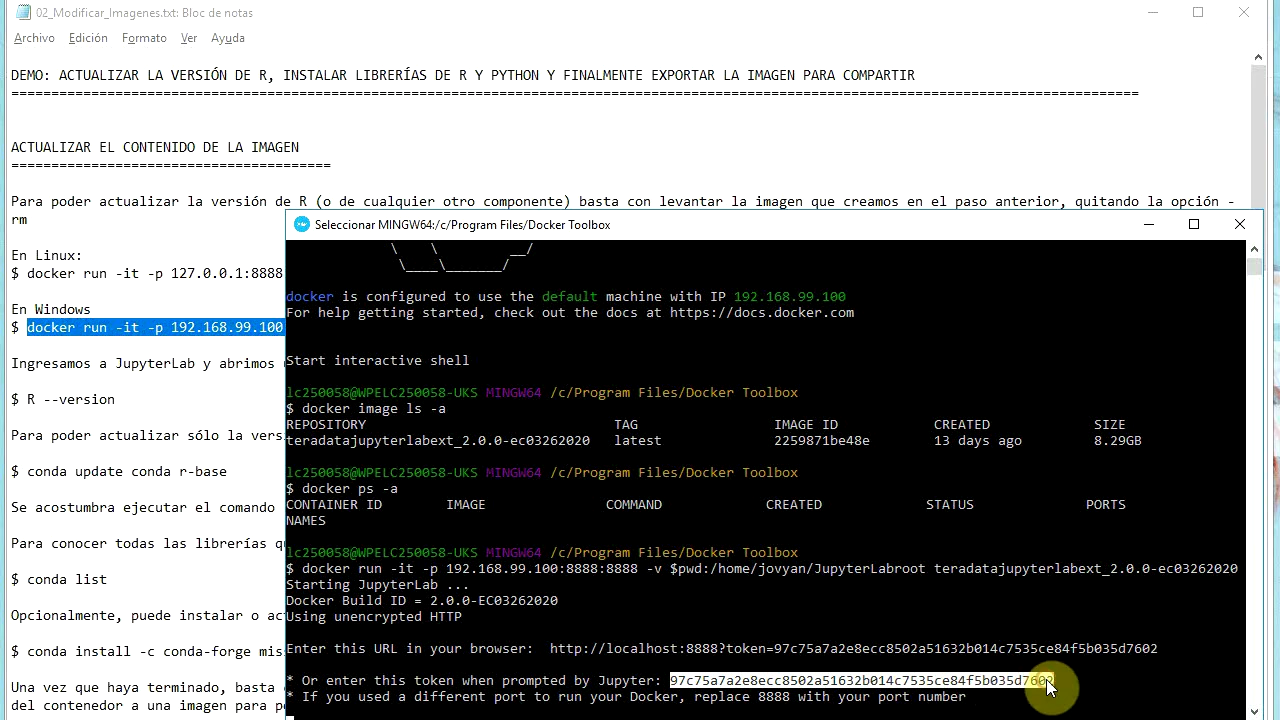 02_Modificar_Imagenes.txt: Bloc de notas
Archivo Edición Formato Ver Ayuda
DEMO: ACTUALIZAR LA VERSIÓN DE R, INSTALAR LIBRERÍAS DE R Y PYTHON Y FINALMENTE EXPORTAR LA IMAGEN PARA COMPARTIR
=============================================================================================================================================
ACTUALIZAR EL CONTENIDO DE LA IMAGEN
========================================
Para poder actualizar la versión de R (o de cualquier otro componente) basta con levantar la imagen que creamos en el paso anterior, quitando la opción -
rm
En Linux:
$ docker run -it -p 127.0.0.1:8888
En Windows
$ docker run -it -p 192.168.99.100
Ingresamos a JupyterLab y abrimos
$ R --version
Para poder actualizar sólo la vers
$ conda update conda r-base
Se acostumbra ejecutar el comando
Para conocer todas las librerías qu
$ conda list
Opcionalmente, puede instalar o ac
$ conda install -c conda-forge mis
Una vez que haya terminado, basta
del contenedor a una imagen para p
Seleccionar MINGW64:/c/Program Files/Docker Toolbox
\ \ __/
\____\_______/
docker is configured to use the default machine with IP 192.168.99.100
For help getting started, check out the docs at https://docs.docker.com
Start interactive shell
lc250058@WPELC250058-UKS MINGW64 /c/Program Files/Docker Toolbox
$ docker image ls -a
REPOSITORY TAG IMAGE ID CREATED SIZE
teradatajupyterlabext_2.0.0-ec03262020 latest 2259871be48e 13 days ago 8.29GB
lc250058@WPELC250058-UKS MINGW64 /c/Program Files/Docker Toolbox
$ docker ps -a
CONTAINER ID IMAGE COMMAND CREATED STATUS PORTS
NAMES
lc250058@WPELC250058-UKS MINGW64 /c/Program Files/Docker Toolbox
$ docker run -it -p 192.168.99.100:8888:8888 -v $pwd:/home/jovyan/JupyterLabroot teradatajupyterlabext_2.0.0-ec03262020
Starting JupyterLab ...
Docker Build ID = 2.0.0-EC03262020
Using unencrypted HTTP
Enter this URL in your browser: http://localhost:8888?token=97c75a7a2e8ecc8502a51632b014c7535ce84f5b035d7602
* Or enter this token when prompted by Jupyter: 97c75a7a2e8ecc8502a51632b014c7535ce84f5b035d7602
* If you used a different port to run your Docker, replace 8888 with your port number